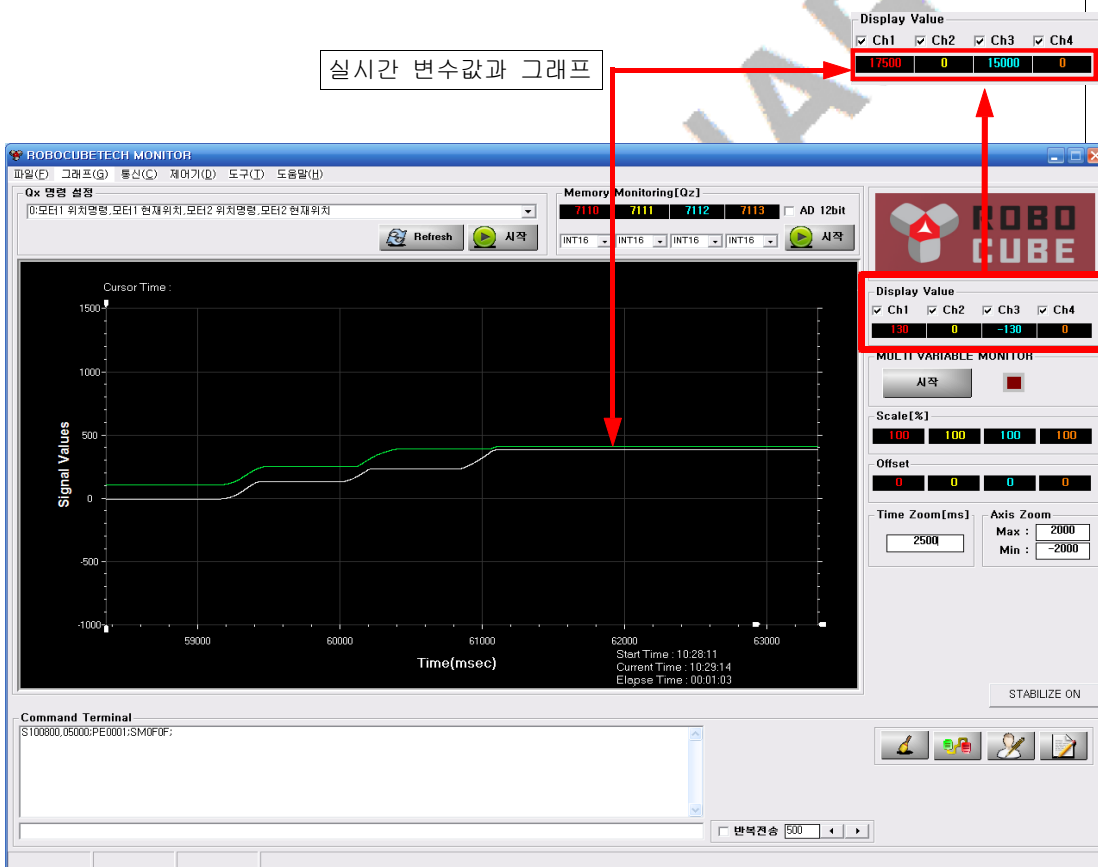 Display Value
Ch1 Ch2 Ch3 Ch4
17500 0 15000 0
실시간 변수값과 그래프
ROBOCUBETECH MONITOR
파일(F) 그래프(G) 통신(C) 제어기(D) 도구(T) 도움말(H)
Qx 명령 설정
0:모터1 위치명령,모터1 현재위치,모터2 위치명령,모터2 현재위치
Refresh 시작
Memory Monitoring[Qz]
7110 7111 7112 7113 AD 12bit
INT16 INT16 INT16 INT16 시작
ROBO
CUBE
Cursor Time :
1500
1000
500
0
-500
-1000
Signal Values
59000 60000 61000 62000 63000
Time(msec)
Start Time : 10:28:11
Current Time : 10:29:14
Elapse Time : 00:01:03
Display Value
Ch1 Ch2 Ch3 Ch4
130 0 -130 0
MULTI VARIABLE MONITOR
시작
Scale[%]
100 100 100 100
Offset
0 0 0 0
Time Zoom[ms]
2500
Axis Zoom
Max : 2000
Min : -2000
STABILIZE ON
Command Terminal
S100800,05000;PE0001;SM0F0F;
반복전송 500